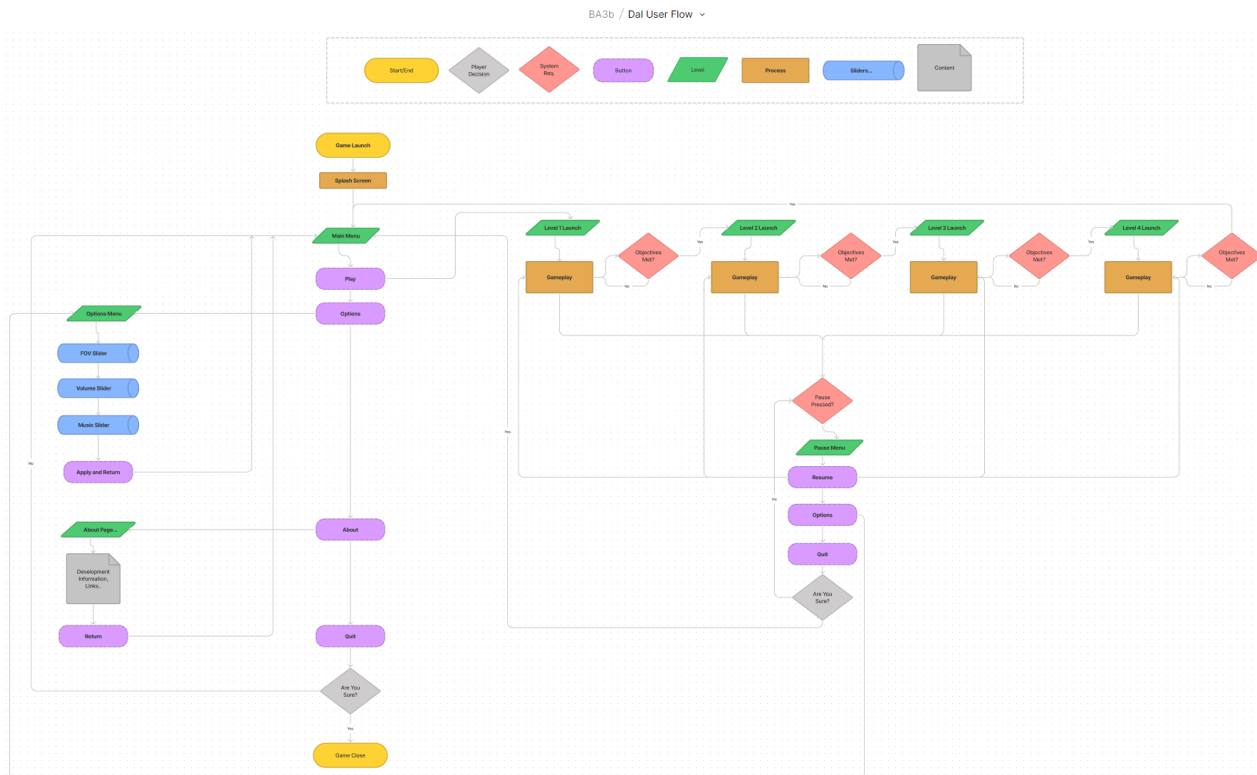 BA3b / Dal User Flow
Start/End
Player
Decision
System
Req.
Button
Level
Process
Sliders...
Content
Game Launch
Splash Screen
Yes
Main Menu
Level 1 Launch
Level 2 Launch
Level 3 Launch
Level 4 Launch
Objectives
Met?
Yes
No
Objectives
Met?
Yes
No
Objectives
Met?
Yes
No
Objectives
Met?
No
Gameplay
Gameplay
Gameplay
Gameplay
Play
Options
Options Menu
FOV Slider
Volume Slider
Music Slider
Apply and Return
No
Yes
Pause
Pressed?
Pause Menu
Resume
No
Options
Quit
Are You
Sure?
About Page...
About
Development
Information,
Links..
Return
Quit
Are You
Sure?
Yes
Game Close